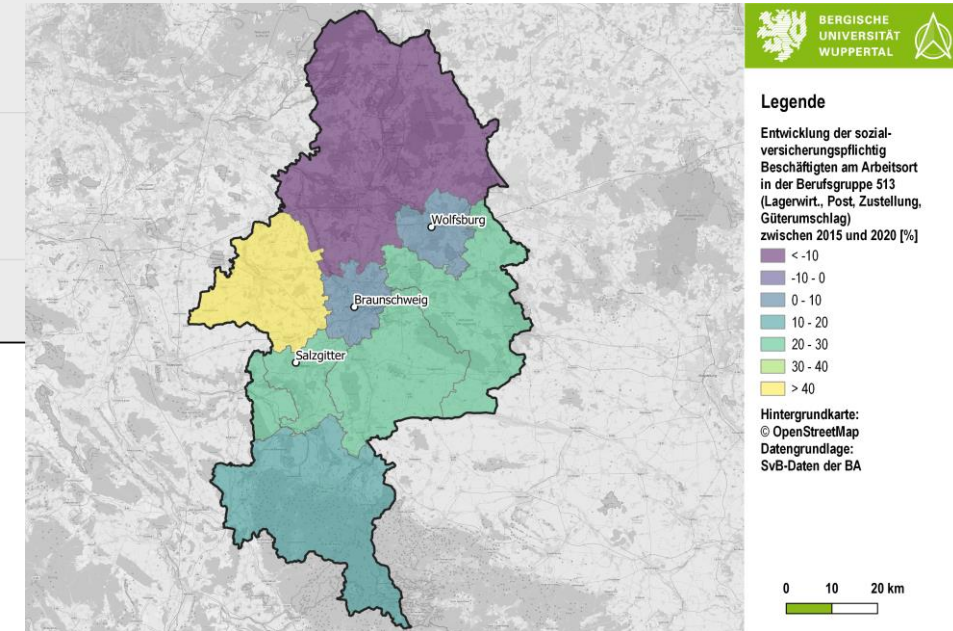 BERGISCHE
UNIVERSITÄT
WUPPERTAL
Legende
Entwicklung der sozial-
versicherungspflichtig
Beschäftigten am Arbeitsort
in der Berufsgruppe 513
(Lagerwirt., Post, Zustellung,
Güterumschlag)
zwischen 2015 und 2020 [%]
< -10
-10 - 0
0 - 10
10 - 20
20 - 30
30 - 40
> 40
Hintergrundkarte:
© OpenStreetMap
Datengrundlage:
SvB-Daten der BA
0 10 20 km
Wolfsburg
Braunschweig
Salzgitter